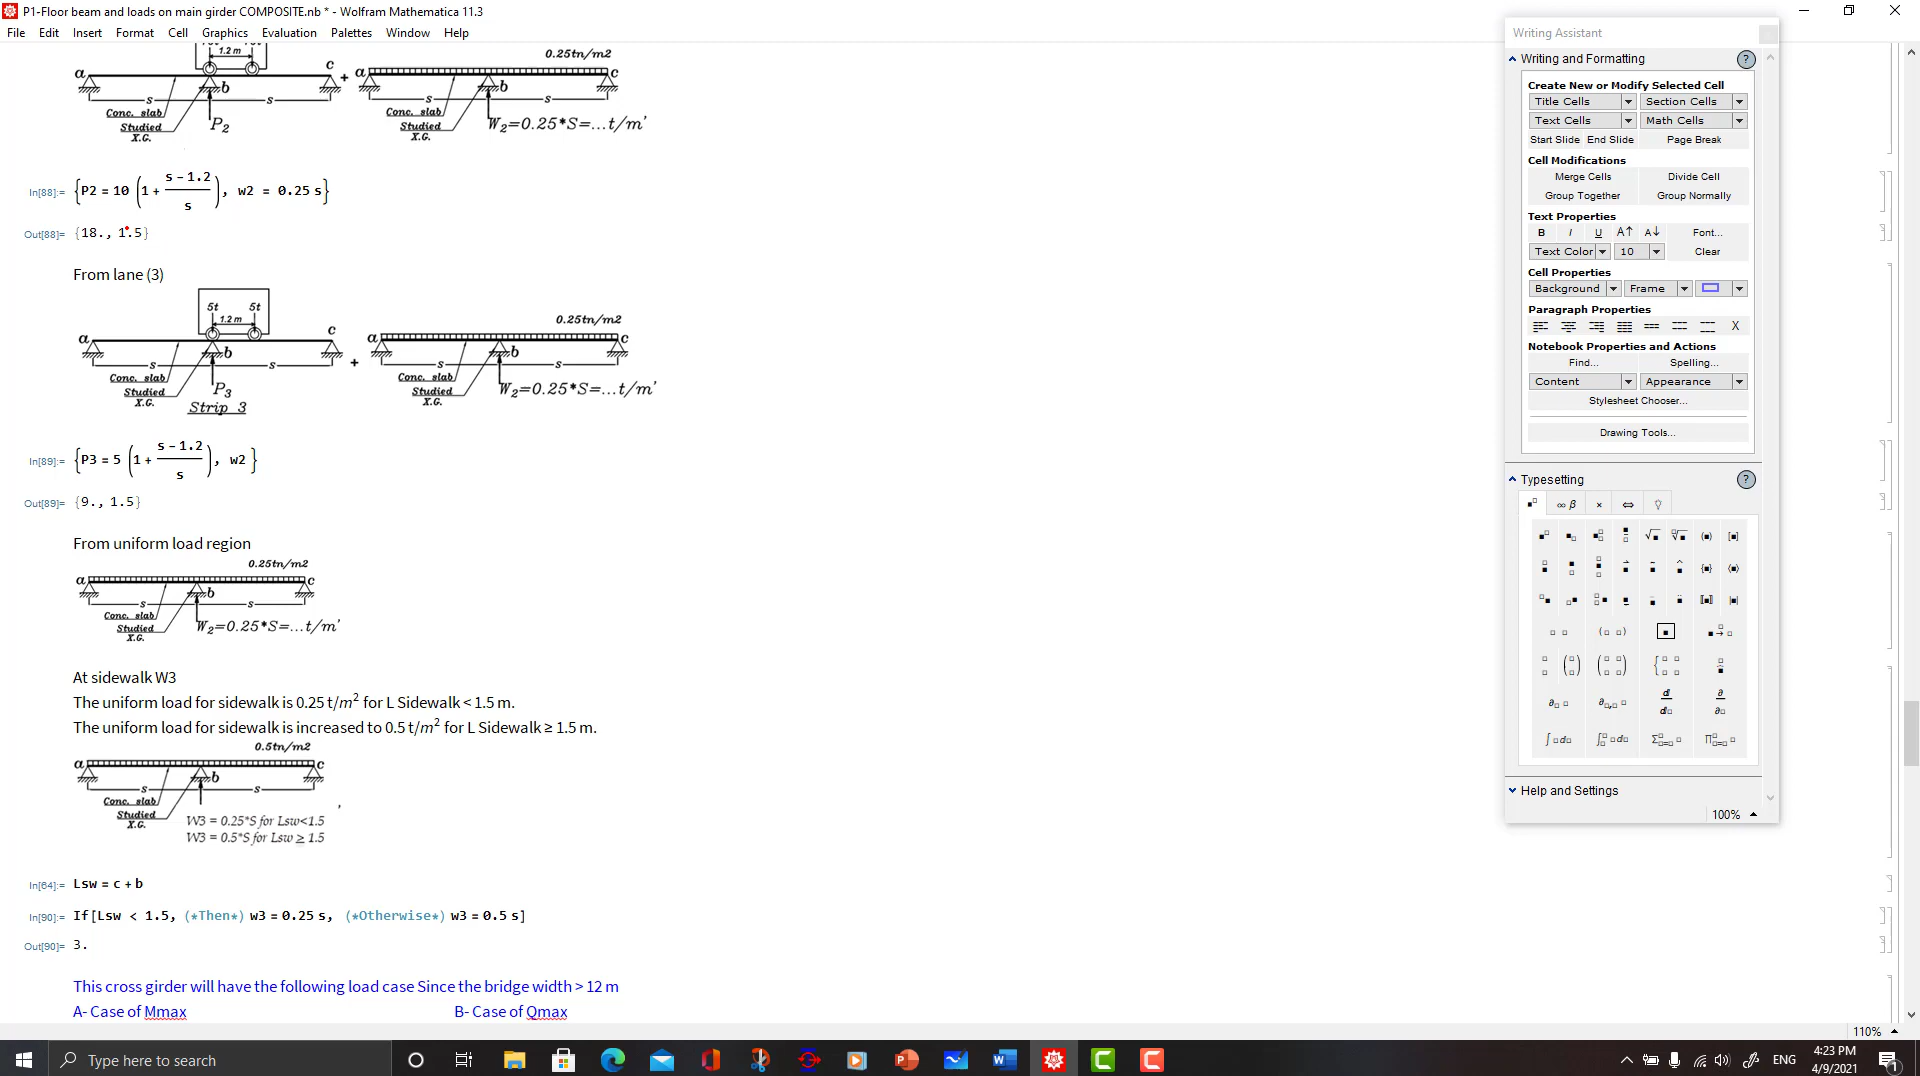 P1-Floor beam and loads on main girder COMPOSITE.nb * - Wolfram Mathematica 11.3
File Edit Insert Format Cell Graphics Evaluation Palettes Window Help
1.2 m 0.25tn/m2
a b c + a b c
s s s s
Conc. slab Conc. slab
Studied P2 Studied W2=0.25*S=...t/m'
X.G. X.G.
In[88]:= {P2 = 10 (1 + (s - 1.2)/s), w2 = 0.25 s}
Out[88]= {18., 1.5}
From lane (3)
5t 5t 0.25tn/m2
1.2 m
a b c + a b c
s s s s
Conc. slab Conc. slab
Studied P3 Studied W2=0.25*S=...t/m'
X.G. Strip 3 X.G.
In[89]:= {P3 = 5 (1 + (s - 1.2)/s), w2 }
Out[89]= {9., 1.5}
From uniform load region
0.25tn/m2
a b c
s s
Conc. slab
Studied W2=0.25*S=...t/m'
X.G.
At sidewalk W3
The uniform load for sidewalk is 0.25 t/m² for L Sidewalk < 1.5 m.
The uniform load for sidewalk is increased to 0.5 t/m² for L Sidewalk ≥ 1.5 m.
0.5tn/m2
a b c
s s
Conc. slab
Studied
X.G.
W3 = 0.25*S for Lsw<1.5
W3 = 0.5*S for Lsw ≥ 1.5
In[64]:= Lsw = c + b
In[90]:= If[Lsw < 1.5, (*Then*) w3 = 0.25 s, (*Otherwise*) w3 = 0.5 s]
Out[90]= 3.
This cross girder will have the following load case Since the bridge width > 12 m
A- Case of Mmax B- Case of Qmax
110%
Writing Assistant
Writing and Formatting ?
Create New or Modify Selected Cell
Title Cells Section Cells
Text Cells Math Cells
Start Slide End Slide Page Break
Cell Modifications
Merge Cells Divide Cell
Group Together Group Normally
Text Properties
B I U A↑ A↓ Font...
Text Color 10 Clear
Cell Properties
Background Frame
Paragraph Properties
X
Notebook Properties and Actions
Find... Spelling...
Content Appearance
Stylesheet Chooser...
Drawing Tools...
Typesetting ?
∞ β × ⇔
Help and Settings
100%
Type here to search
ENG
4:23 PM
4/9/2021
1